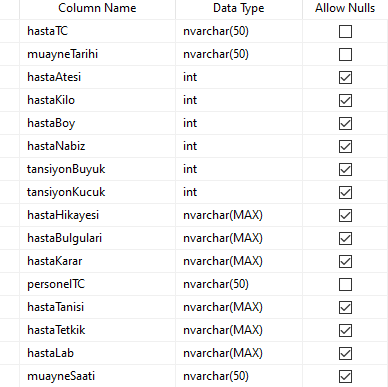 Column Name Data Type Allow Nulls
hastaTC nvarchar(50)
muayneTarihi nvarchar(50)
hastaAtesi int
hastaKilo int
hastaBoy int
hastaNabiz int
tansiyonBuyuk int
tansiyonKucuk int
hastaHikayesi nvarchar(MAX)
hastaBulgulari nvarchar(MAX)
hastaKarar nvarchar(MAX)
personelTC nvarchar(50)
hastaTanisi nvarchar(MAX)
hastaTetkik nvarchar(MAX)
hastaLab nvarchar(MAX)
muayneSaati nvarchar(50)